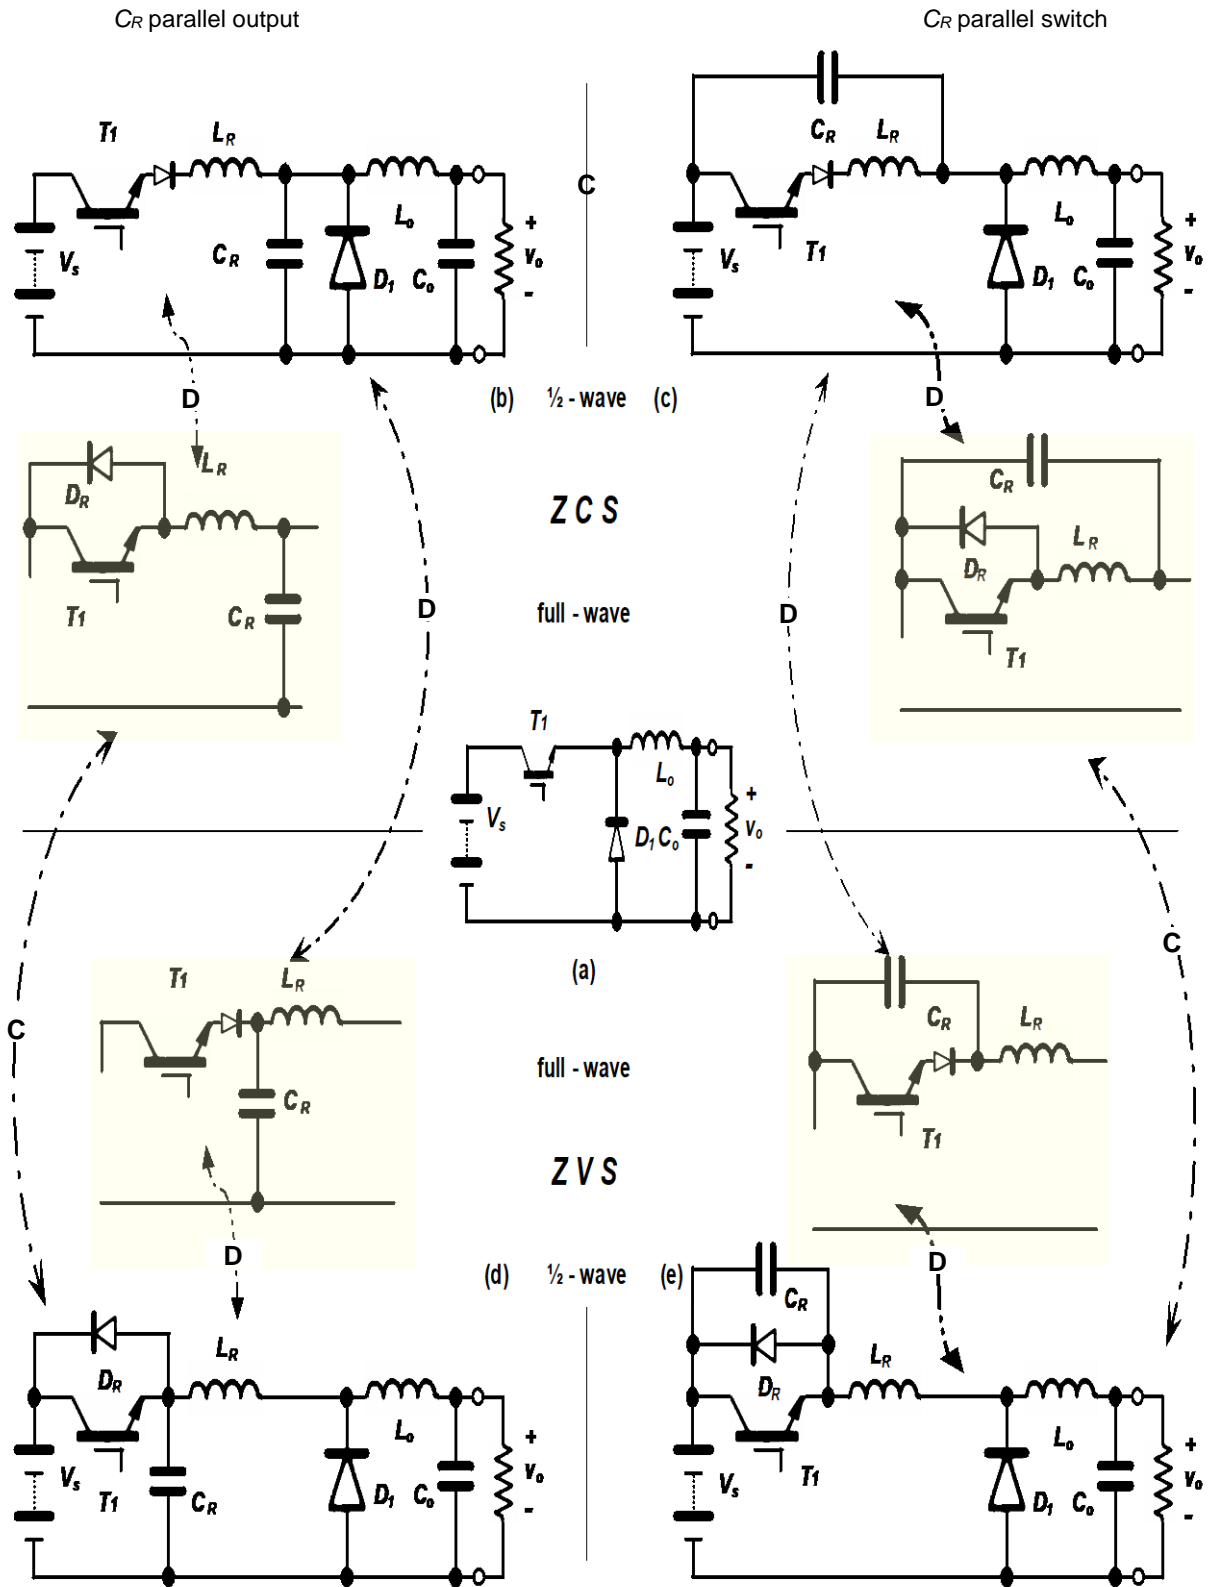 CR parallel output
CR parallel switch
T1
LR
CR
Vs
D1
Lo
Co
+
vo
-
CR
LR
T1
Vs
D1
Lo
Co
+
vo
-
C
D
D
(b) ½ - wave (c)
D
D
LR
DR
T1
CR
Z C S
full - wave
CR
DR
LR
T1
T1
Vs
D1
Lo
Co
+
vo
-
(a)
C
C
T1
LR
CR
full - wave
CR
LR
T1
Z V S
D
D
(d) ½ - wave (e)
DR
LR
Vs
T1
CR
D1
Lo
Co
+
vo
-
CR
DR
LR
Vs
T1
D1
Lo
Co
+
vo
-